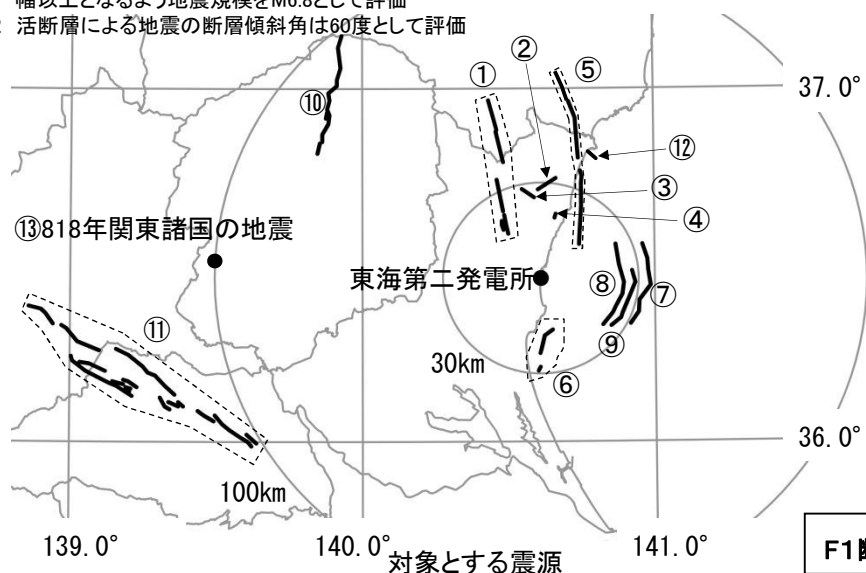 幅以上となるよう地震規模をM6.8として評価
2 活断層による地震の断層傾斜角は60度として評価
②
①
⑤
37.0°
⑩
⑫
③
④
⑬818年関東諸国の地震
東海第二発電所
⑧
⑦
⑪
⑨
30km
⑥
36.0°
100km
139.0°
140.0°
141.0°
対象とする震源